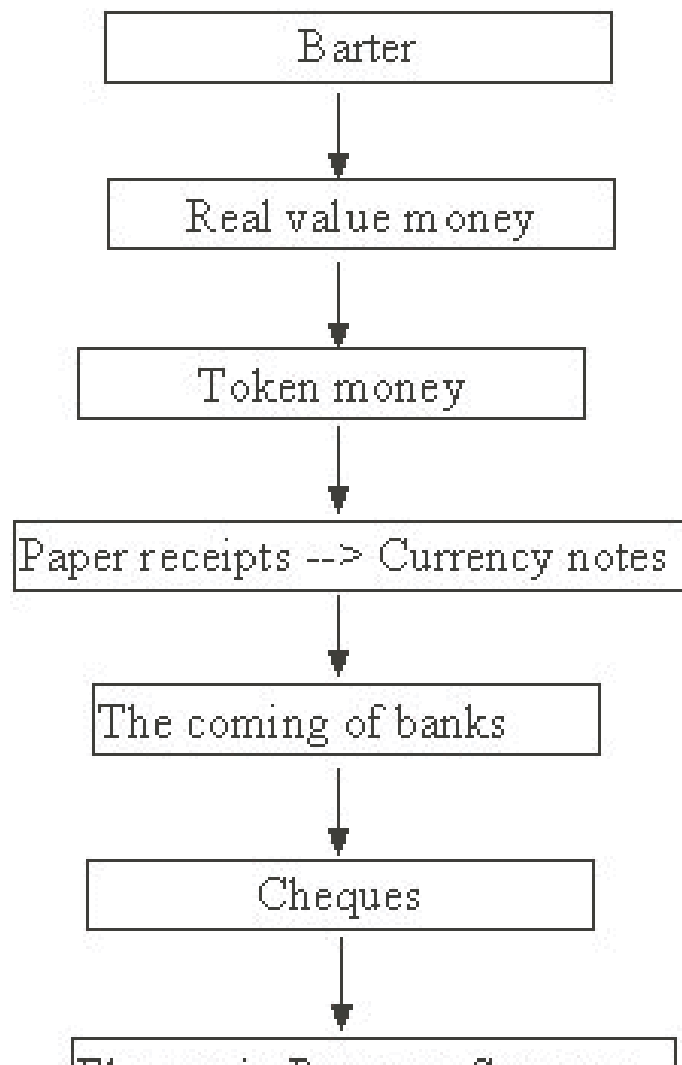 Barter
Real value money
Token money
Paper receipts --> Currency notes
The coming of banks
Cheques